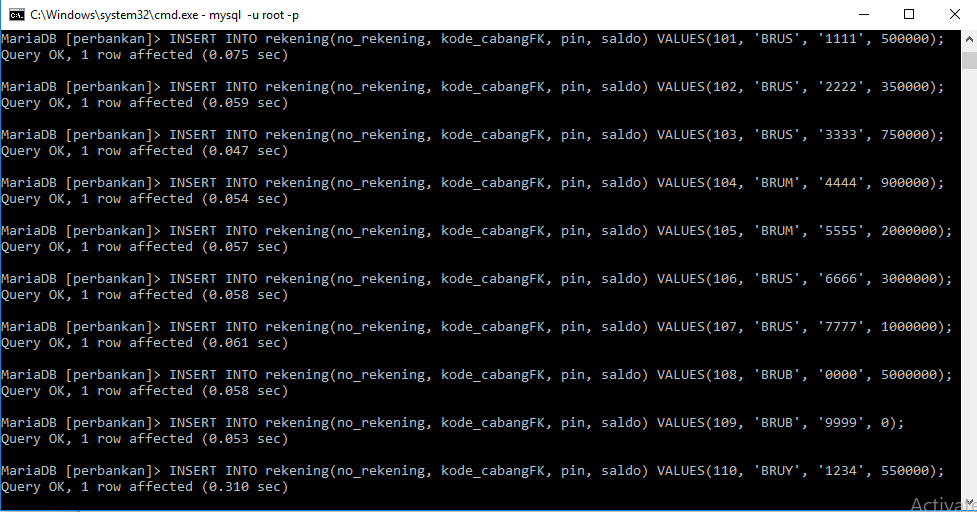 C:\Windows\system32\cmd.exe - mysql  -u root -p
MariaDB [perbankan]> INSERT INTO rekening(no_rekening, kode_cabangFK, pin, saldo) VALUES(101, 'BRUS', '1111', 500000);
Query OK, 1 row affected (0.075 sec)
MariaDB [perbankan]> INSERT INTO rekening(no_rekening, kode_cabangFK, pin, saldo) VALUES(102, 'BRUS', '2222', 350000);
Query OK, 1 row affected (0.059 sec)
MariaDB [perbankan]> INSERT INTO rekening(no_rekening, kode_cabangFK, pin, saldo) VALUES(103, 'BRUS', '3333', 750000);
Query OK, 1 row affected (0.047 sec)
MariaDB [perbankan]> INSERT INTO rekening(no_rekening, kode_cabangFK, pin, saldo) VALUES(104, 'BRUM', '4444', 900000);
Query OK, 1 row affected (0.054 sec)
MariaDB [perbankan]> INSERT INTO rekening(no_rekening, kode_cabangFK, pin, saldo) VALUES(105, 'BRUM', '5555', 2000000);
Query OK, 1 row affected (0.057 sec)
MariaDB [perbankan]> INSERT INTO rekening(no_rekening, kode_cabangFK, pin, saldo) VALUES(106, 'BRUS', '6666', 3000000);
Query OK, 1 row affected (0.058 sec)
MariaDB [perbankan]> INSERT INTO rekening(no_rekening, kode_cabangFK, pin, saldo) VALUES(107, 'BRUS', '7777', 1000000);
Query OK, 1 row affected (0.061 sec)
MariaDB [perbankan]> INSERT INTO rekening(no_rekening, kode_cabangFK, pin, saldo) VALUES(108, 'BRUB', '0000', 5000000);
Query OK, 1 row affected (0.058 sec)
MariaDB [perbankan]> INSERT INTO rekening(no_rekening, kode_cabangFK, pin, saldo) VALUES(109, 'BRUB', '9999', 0);
Query OK, 1 row affected (0.053 sec)
MariaDB [perbankan]> INSERT INTO rekening(no_rekening, kode_cabangFK, pin, saldo) VALUES(110, 'BRUY', '1234', 550000);
Query OK, 1 row affected (0.310 sec)